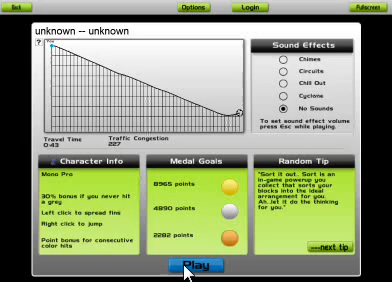 Exit
Options
Login
Fullscreen
unknown -- unknown
?
Travel Time
0:43
Traffic Congestion
227
Sound Effects
Chimes
Circuits
Chill Out
Cyclone
No Sounds
To set sound effect volume
press Esc while playing.
Character Info
Mono Pro
30% bonus if you never hit
a grey
Left click to spread fins
Right click to jump
Point bonus for consecutive
color hits
Medal Goals
8965 points
4890 points
2282 points
Random Tip
"Sort it out. Sort is an
in-game powerup you
collect that sorts your
blocks into the ideal
arrangement for you.
Ah. Let it do the thinking
for you."
---next tip
Play